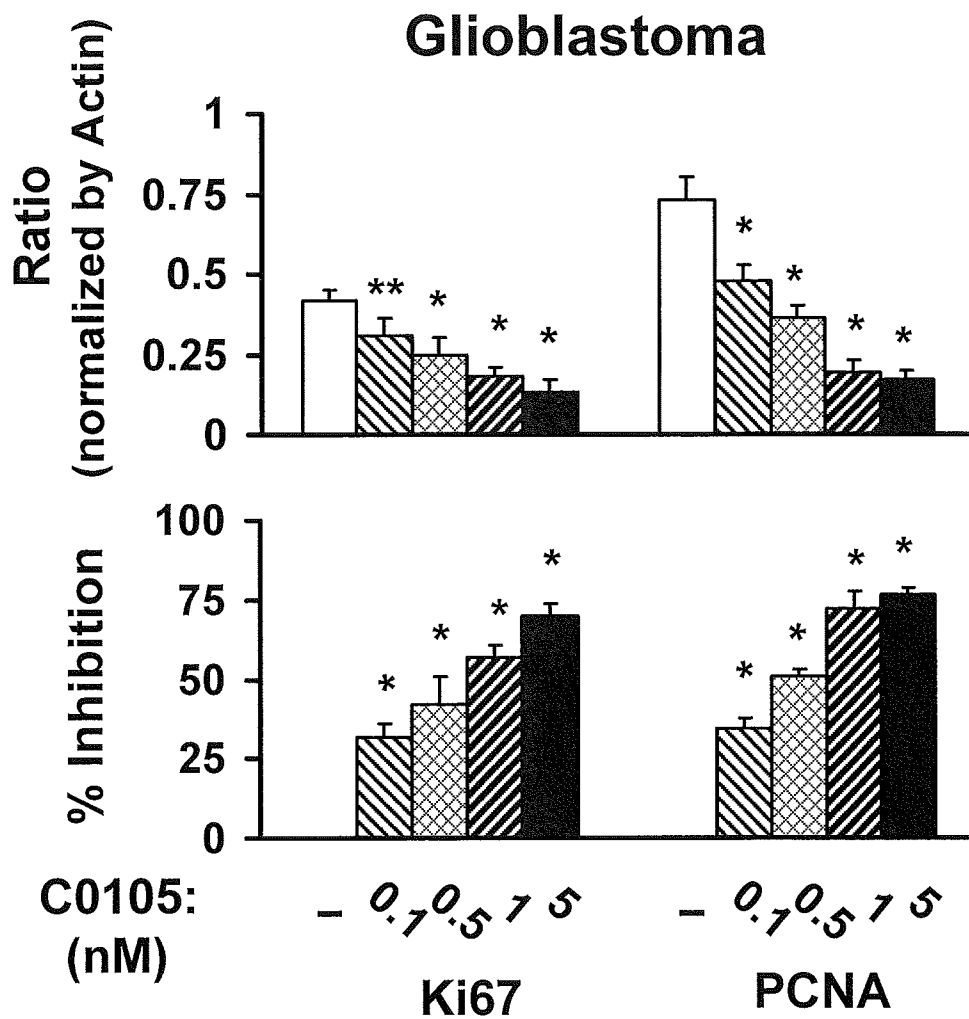 Glioblastoma
Ratio
(normalized by Actin)
1
0.75
0.5
0.25
0
** * * *
* * * *
% Inhibition
100
75
50
25
0
* * * *
* * * *
C0105:
(nM)
– 0.1 0.5 1 5
– 0.1 0.5 1 5
Ki67
PCNA